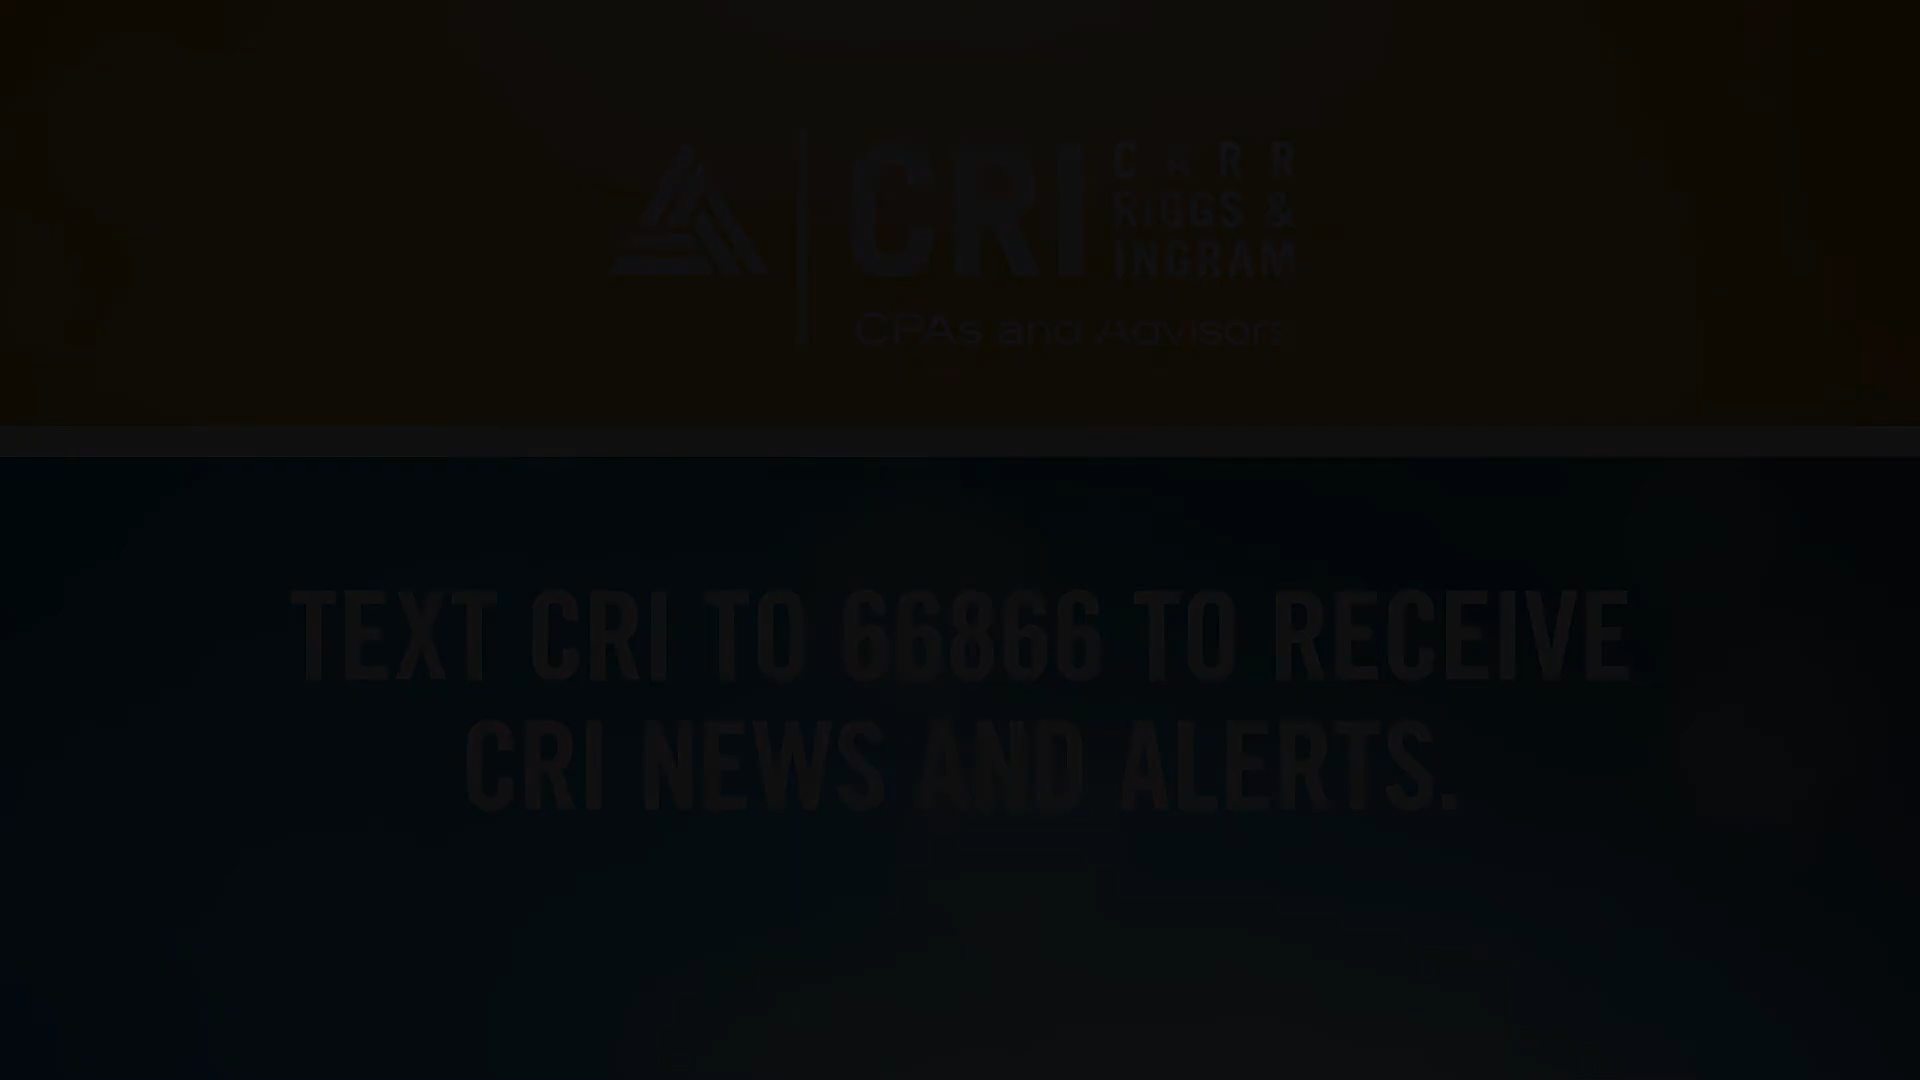 CRI
CARR
RIGGS &
INGRAM
CPAs and Advisors
TEXT CRI TO 66866 TO RECEIVE
CRI NEWS AND ALERTS.